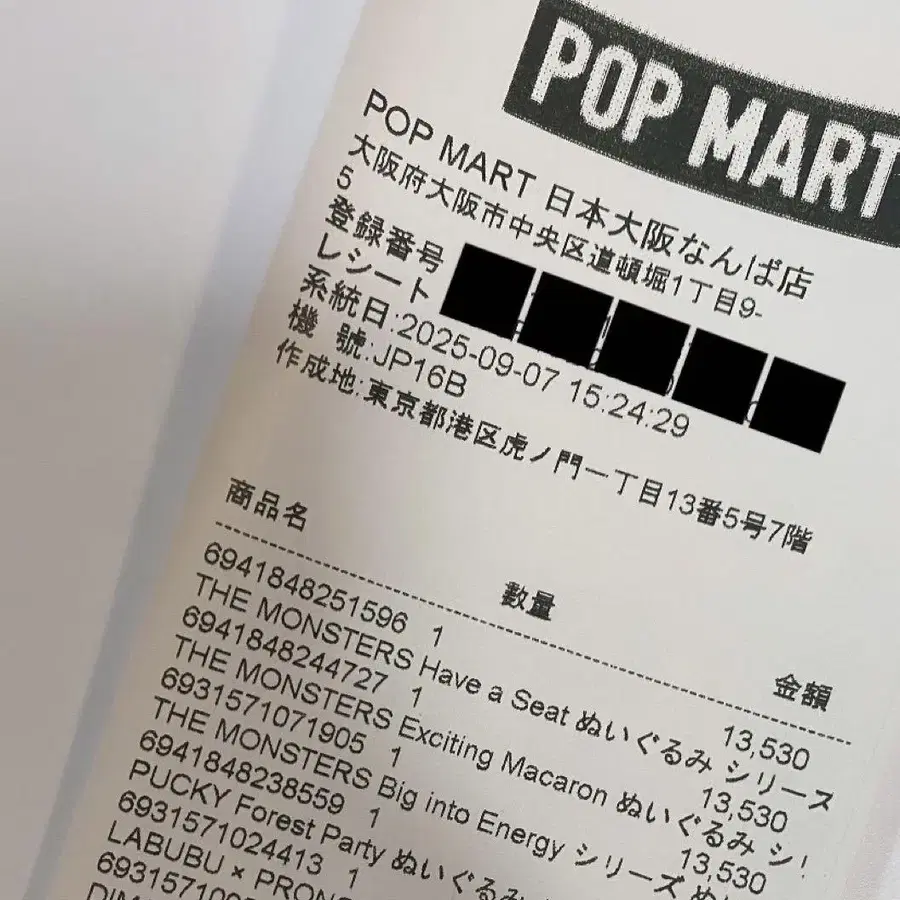 POP MART
POP MART 日本大阪なんば店
大阪府大阪市中央区道頓堀1丁目9-
5
登録番号
レシート
系統日:2025-09-07 15:24:29
機 號:JP16B
作成地:東京都港区虎ノ門一丁目13番5号7階
商品名 数量 金額
6941848251596 1 13,530
THE MONSTERS Have a Seat ぬいぐるみ シリーズ
6941848244727 1 13,530
THE MONSTERS Exciting Macaron ぬいぐるみ シ
6931571071905 1 13,530
THE MONSTERS Big into Energy シリーズ
6941848238559 1
PUCKY Forest Party ぬいぐるみ
6931571024413 1
LABUBU ×